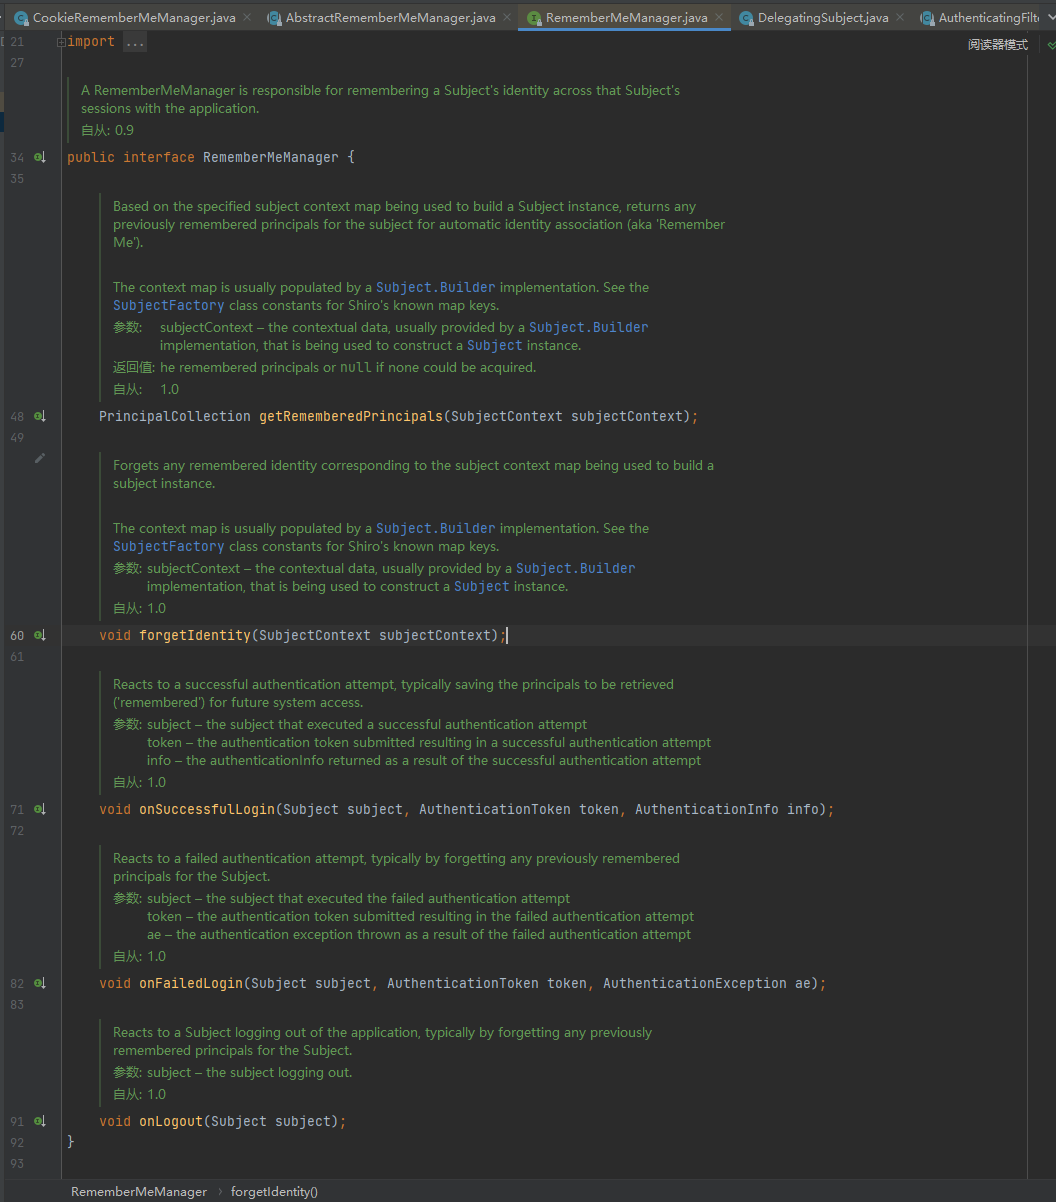 CookieRememberMeManager.java AbstractRememberMeManager.java RememberMeManager.java DelegatingSubject.java AuthenticatingFilt
21 import ...
阅读器模式
27
A RememberMeManager is responsible for remembering a Subject's identity across that Subject's
sessions with the application.
自从: 0.9
34 public interface RememberMeManager {
35
Based on the specified subject context map being used to build a Subject instance, returns any
previously remembered principals for the subject for automatic identity association (aka 'Remember
Me').
The context map is usually populated by a Subject.Builder implementation. See the
SubjectFactory class constants for Shiro's known map keys.
参数: subjectContext – the contextual data, usually provided by a Subject.Builder
implementation, that is being used to construct a Subject instance.
返回值: he remembered principals or null if none could be acquired.
自从: 1.0
48 PrincipalCollection getRememberedPrincipals(SubjectContext subjectContext);
49
Forgets any remembered identity corresponding to the subject context map being used to build a
subject instance.
The context map is usually populated by a Subject.Builder implementation. See the
SubjectFactory class constants for Shiro's known map keys.
参数: subjectContext – the contextual data, usually provided by a Subject.Builder
implementation, that is being used to construct a Subject instance.
自从: 1.0
60 void forgetIdentity(SubjectContext subjectContext);
61
Reacts to a successful authentication attempt, typically saving the principals to be retrieved
('remembered') for future system access.
参数: subject – the subject that executed a successful authentication attempt
token – the authentication token submitted resulting in a successful authentication attempt
info – the authenticationInfo returned as a result of the successful authentication attempt
自从: 1.0
71 void onSuccessfulLogin(Subject subject, AuthenticationToken token, AuthenticationInfo info);
72
Reacts to a failed authentication attempt, typically by forgetting any previously remembered
principals for the Subject.
参数: subject – the subject that executed the failed authentication attempt
token – the authentication token submitted resulting in the failed authentication attempt
ae – the authentication exception thrown as a result of the failed authentication attempt
自从: 1.0
82 void onFailedLogin(Subject subject, AuthenticationToken token, AuthenticationException ae);
83
Reacts to a Subject logging out of the application, typically by forgetting any previously
remembered principals for the Subject.
参数: subject – the subject logging out.
自从: 1.0
91 void onLogout(Subject subject);
92 }
93
RememberMeManager › forgetIdentity()